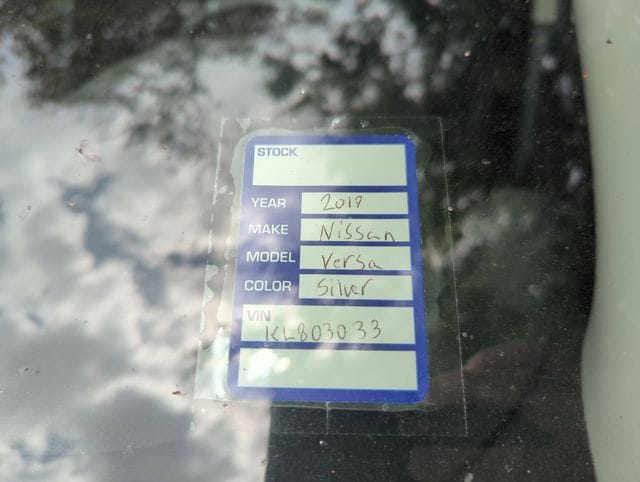 STOCK
YEAR 2019
MAKE Nissan
MODEL Versa
COLOR Silver
VIN
KL803033